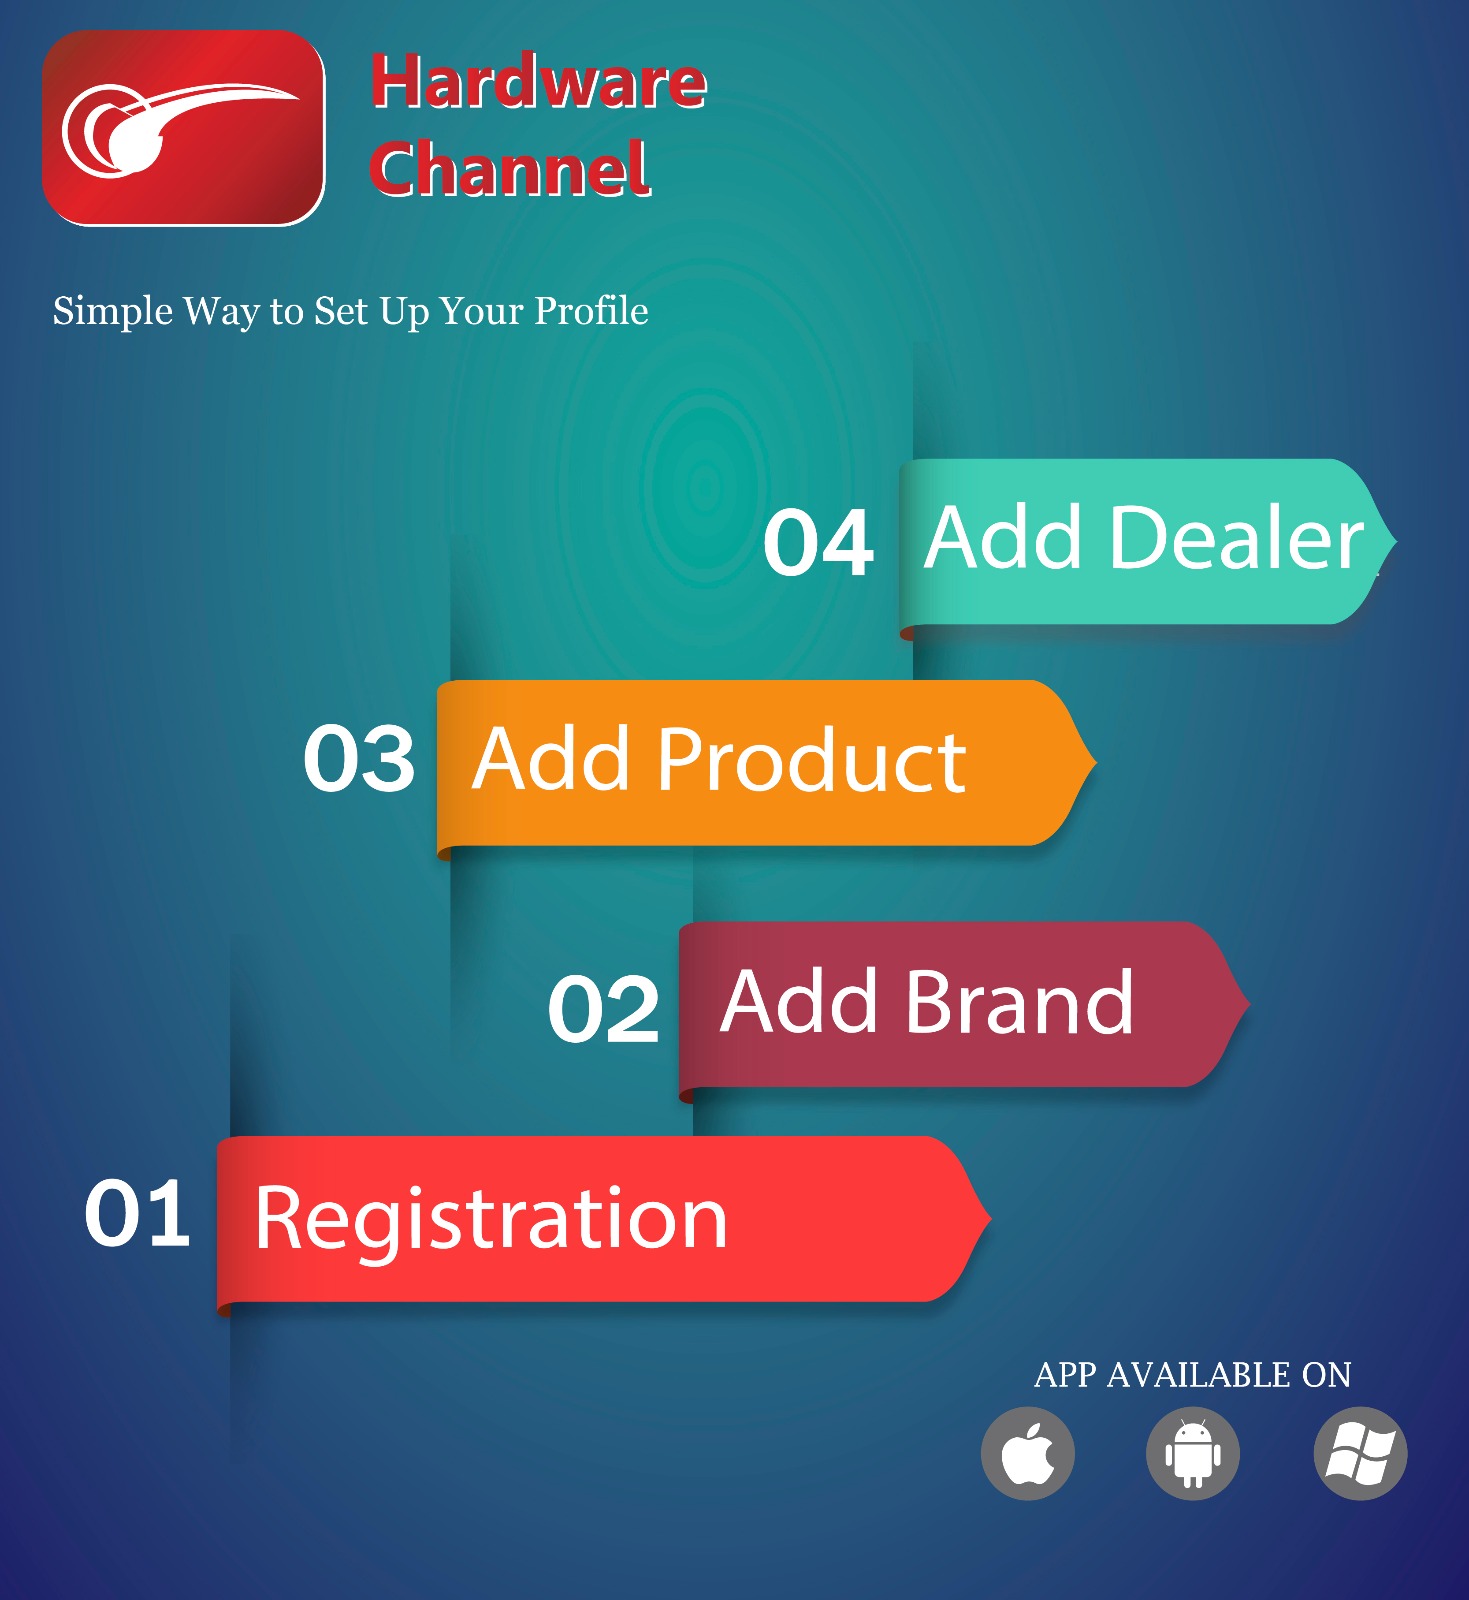 Hardware
Channel
Simple Way to Set Up Your Profile
04 Add Dealer
03 Add Product
02 Add Brand
01 Registration
APP AVAILABLE ON